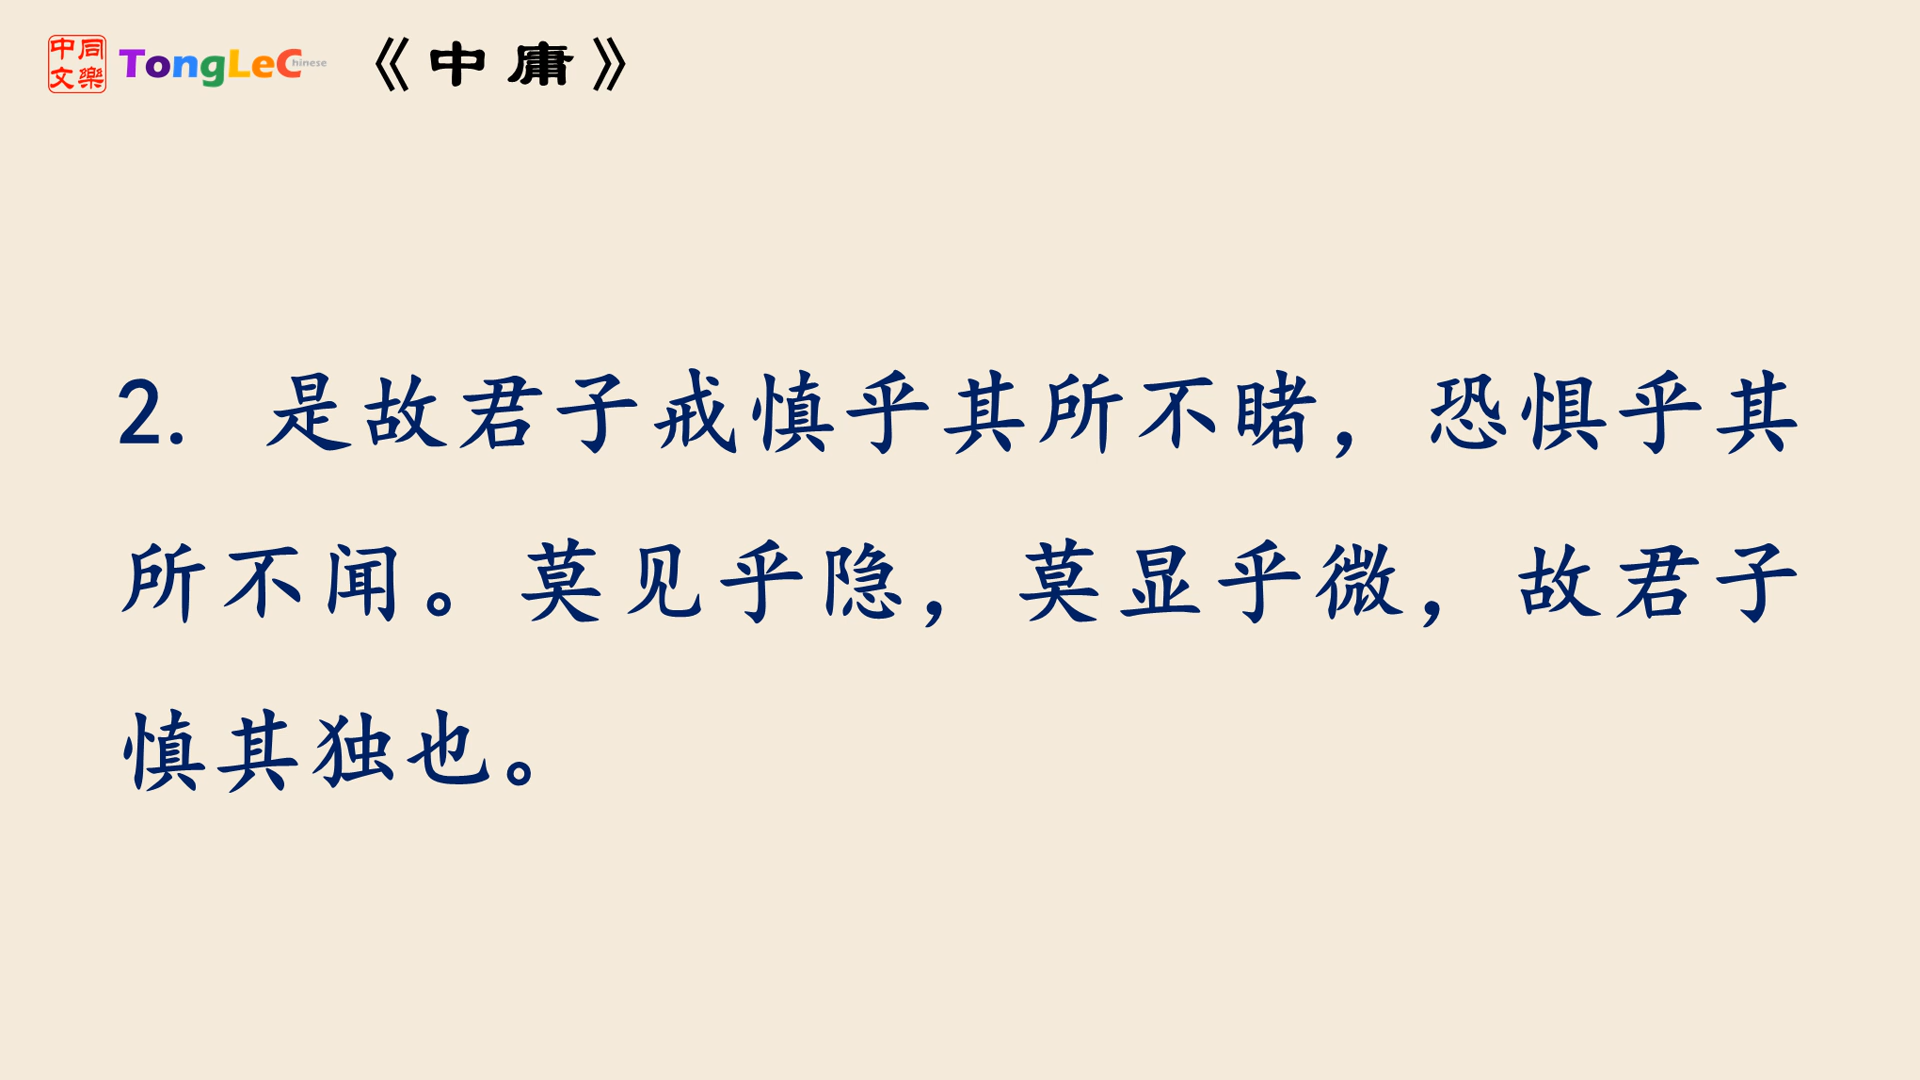 中同
文樂
TongLeChinese 《中庸》
2. 是故君子戒慎乎其所不睹，恐惧乎其
所不闻。莫见乎隐，莫显乎微，故君子
慎其独也。